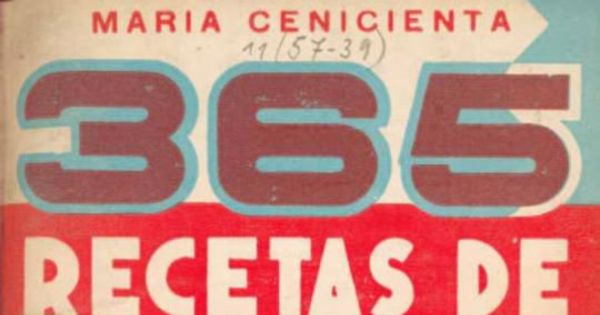 MARIA CENICIENTA
11 (57-39)
365
RECETAS DE